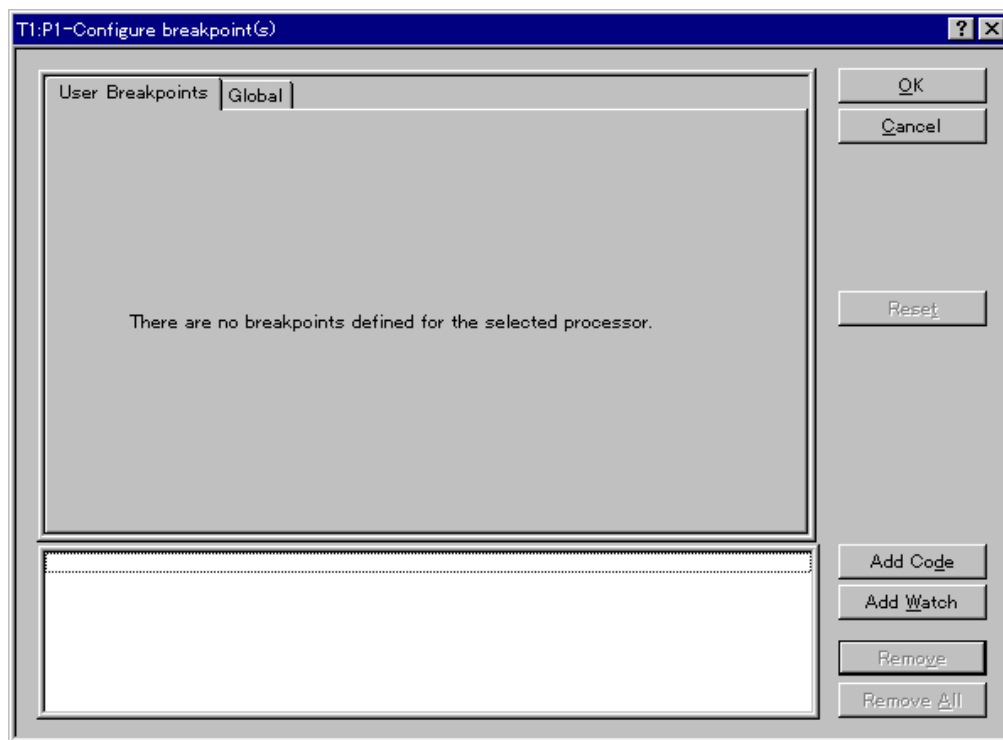 T1:P1-Configure breakpoint(s)
User Breakpoints
Global
OK
Cancel
There are no breakpoints defined for the selected processor.
Reset
Add Code
Add Watch
Remove
Remove All